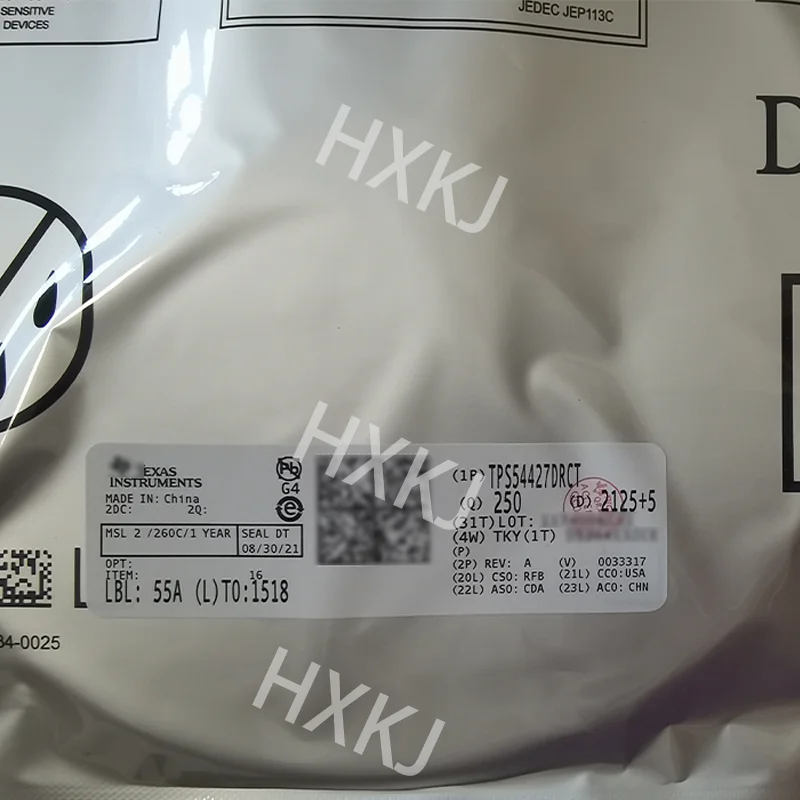 SENSITIVE
DEVICES
JEDEC JEP113C
D
HXKJ
HXKJ
HXKJ
TEXAS
INSTRUMENTS
MADE IN: China
2DC: 2Q:
MSL 2 /260C/1 YEAR
SEAL DT
08/30/21
OPT:
ITEM: 16
LBL: 55A (L)TO:1518
Pb
G4
e
(1P) TPS54427DRCT
(Q) 250 (D) 2125+5
(31T)LOT:
(4W) TKY(1T)
(P)
(2P) REV: A (V) 0033317
(20L) CSO: RFB (21L) CCO:USA
(22L) ASO: CDA (23L) ACO: CHN
84-0025